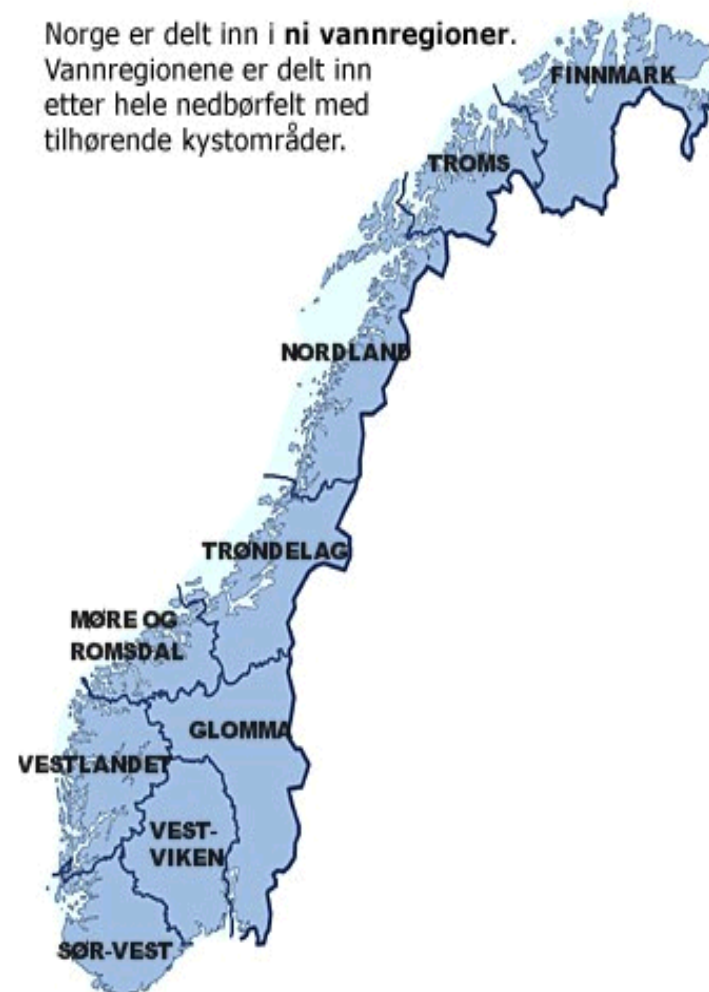 Norge er delt inn i ni vannregioner.
Vannregionene er delt inn
etter hele nedbørfelt med
tilhørende kystområder.
FINNMARK
TROMS
NORDLAND
TRØNDELAG
MØRE OG
ROMSDAL
GLOMMA
VESTLANDET
VEST-
VIKEN
SØR-VEST